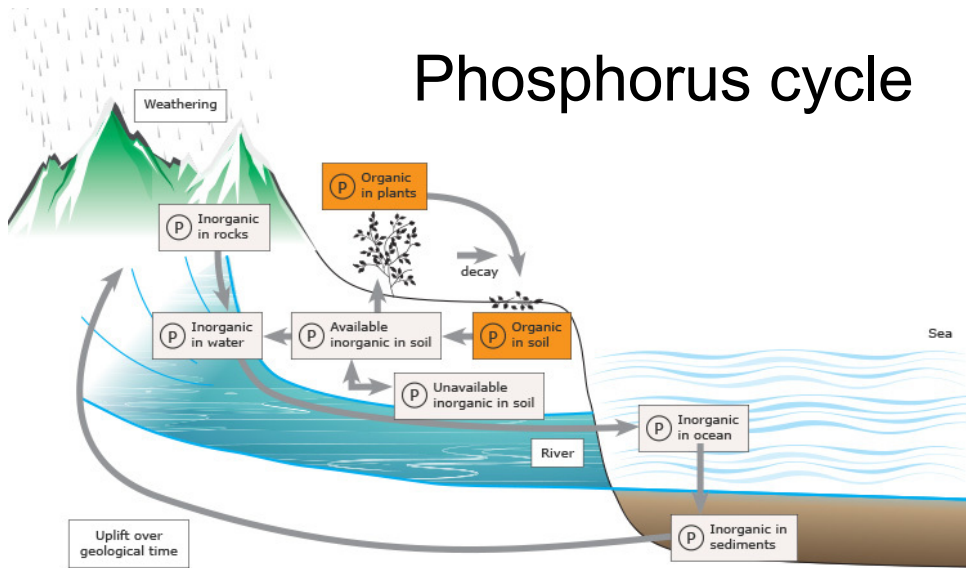 Phosphorus cycle
Weathering
P Organic
in plants
P Inorganic
in rocks
decay
P Inorganic
in water
P Available
inorganic in soil
P Organic
in soil
Sea
P Unavailable
inorganic in soil
P Inorganic
in ocean
River
Uplift over
geological time
P Inorganic in
sediments